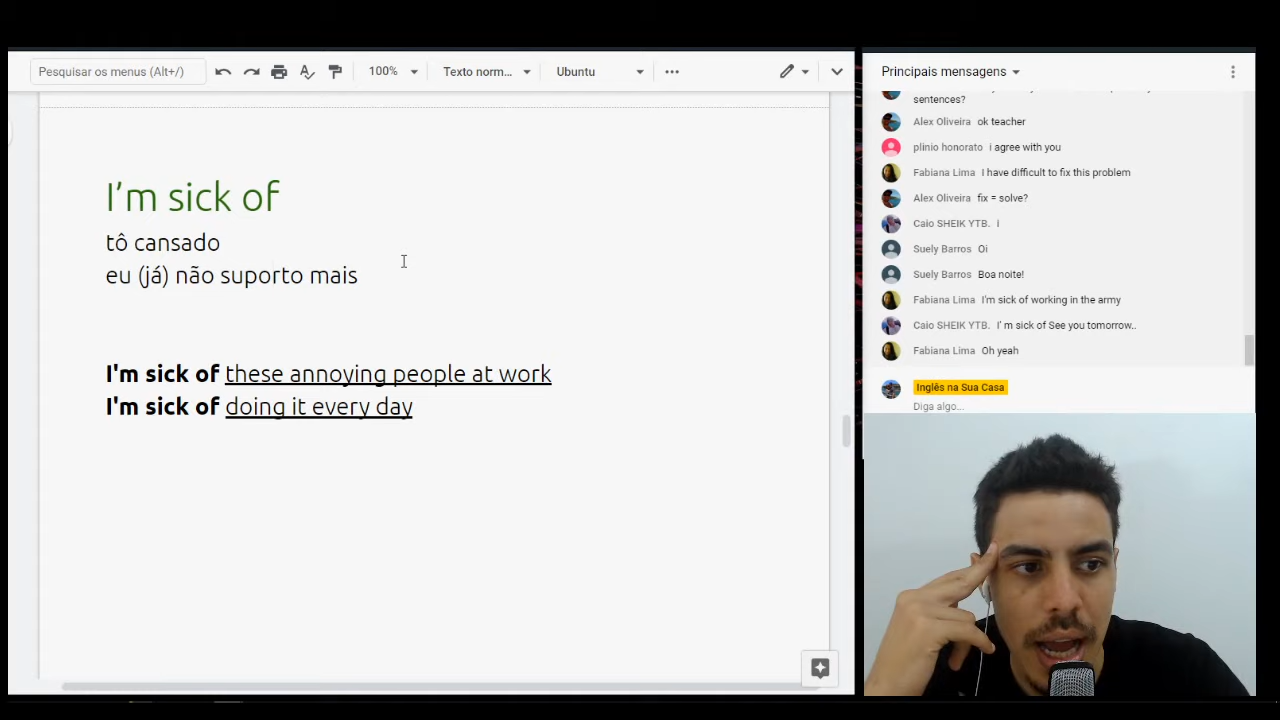 Pesquisar os menus (Alt+/)
100%
Texto norm...
Ubuntu
I'm sick of
tô cansado
eu (já) não suporto mais
I'm sick of these annoying people at work
I'm sick of doing it every day
Principais mensagens
sentences?
Alex Oliveira ok teacher
plinio honorato i agree with you
Fabiana Lima I have difficult to fix this problem
Alex Oliveira fix = solve?
Caio SHEIK YTB. i
Suely Barros Oi
Suely Barros Boa noite!
Fabiana Lima I'm sick of working in the army
Caio SHEIK YTB. I' m sick of See you tomorrow..
Fabiana Lima Oh yeah
Inglês na Sua Casa
Diga algo...